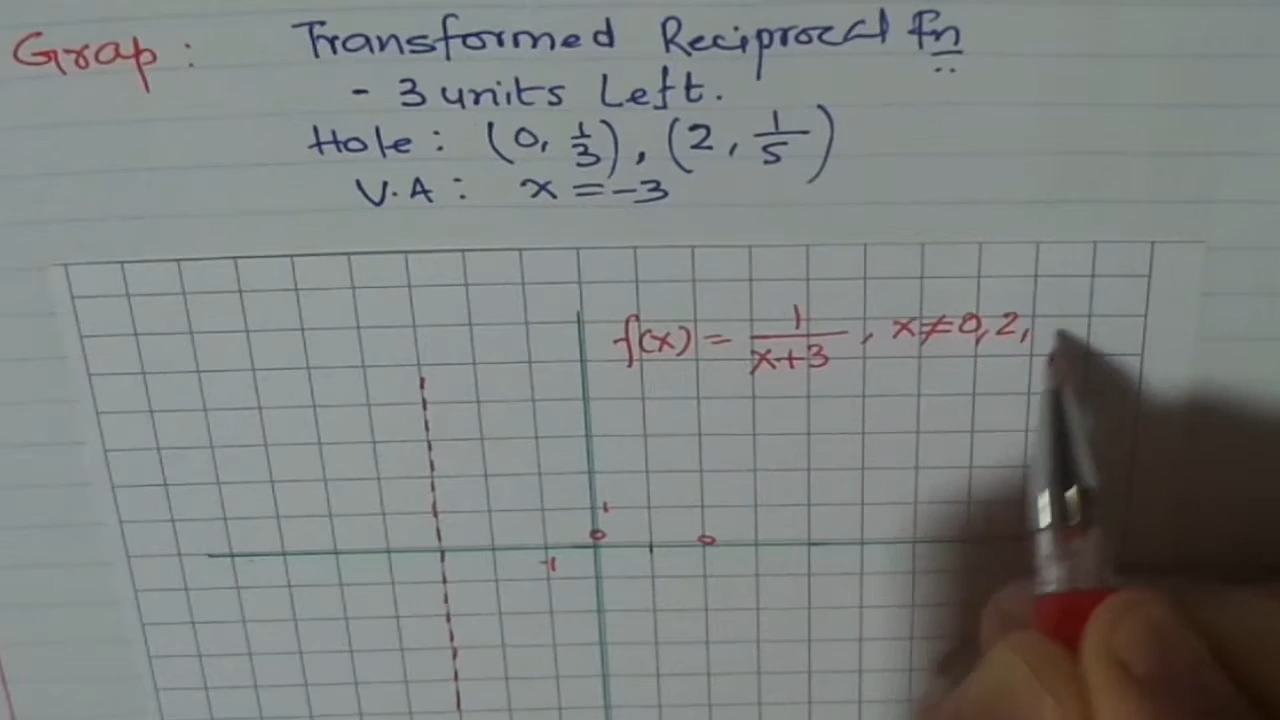 Grap: Transformed Reciprocal Fn
- 3 units Left.
Hole: (0, 1/3), (2, 1/5)
V.A: x = -3
f(x) = 1/(x+3), x≠0,2,
1
-1